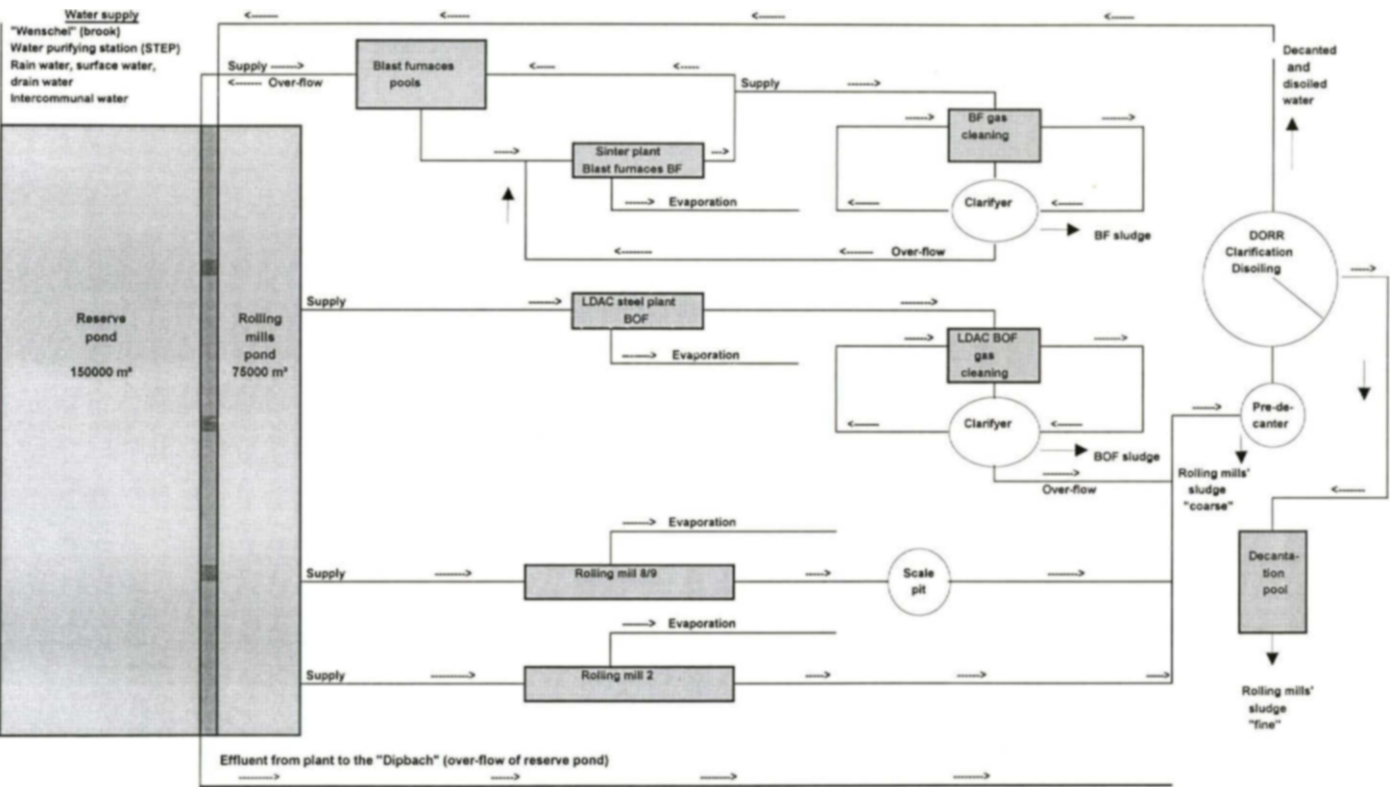 Water supply
"Wenschel" (brook)
Water purifying station (STEP)
Rain water, surface water,
drain water
Intercommunal water
Supply
Over-flow
Blast furnaces
pools
Supply
Sinter plant
Blast furnaces BF
Evaporation
BF gas
cleaning
Clarifyer
BF sludge
Over-flow
Decanted
and
disoiled
water
DORR
Clarification
Disoiling
Reserve
pond
150000 m³
Rolling
mills
pond
75000 m³
Supply
LDAC steel plant
BOF
Evaporation
LDAC BOF
gas
cleaning
Clarifyer
BOF sludge
Over-flow
Pre-de-
canter
Rolling mills'
sludge
"coarse"
Evaporation
Supply
Rolling mill 8/9
Scale
pit
Decanta-
tion
pool
Evaporation
Supply
Rolling mill 2
Rolling mills'
sludge
"fine"
Effluent from plant to the "Dipbach" (over-flow of reserve pond)